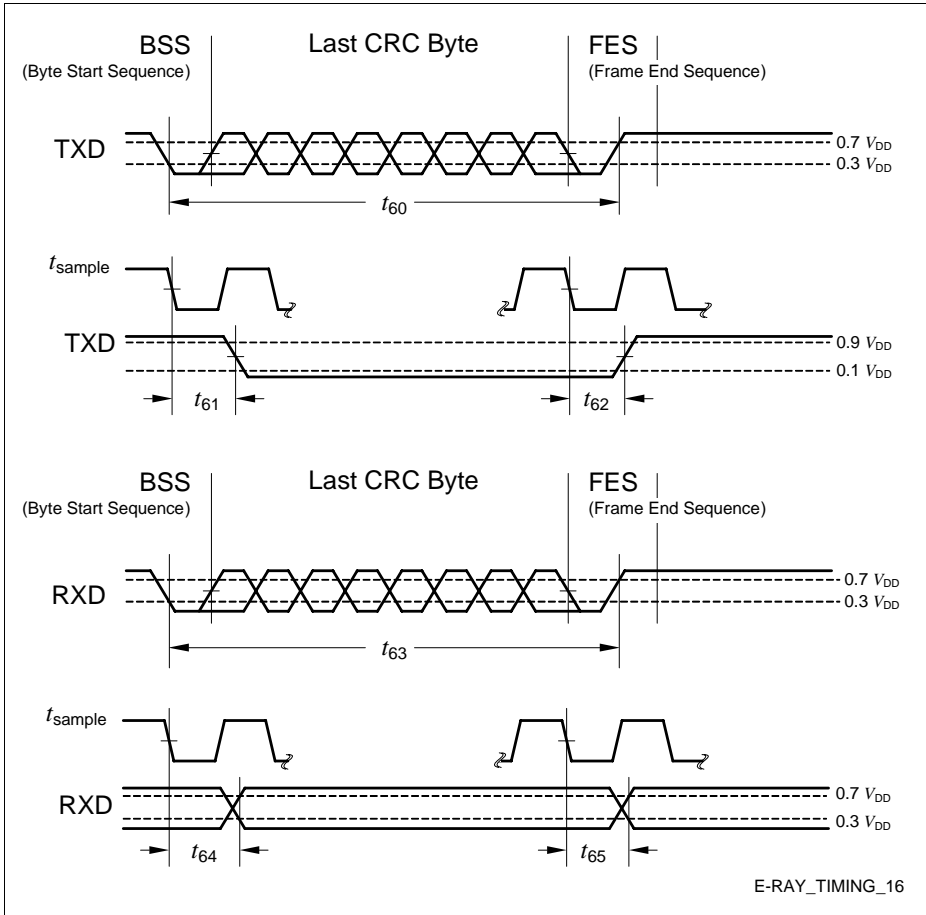 BSS
(Byte Start Sequence)
Last CRC Byte
FES
(Frame End Sequence)
TXD
0.7 VDD
0.3 VDD
t60
tsample
TXD
0.9 VDD
0.1 VDD
t61
t62
BSS
(Byte Start Sequence)
Last CRC Byte
FES
(Frame End Sequence)
RXD
0.7 VDD
0.3 VDD
t63
tsample
RXD
0.7 VDD
0.3 VDD
t64
t65
E-RAY_TIMING_16